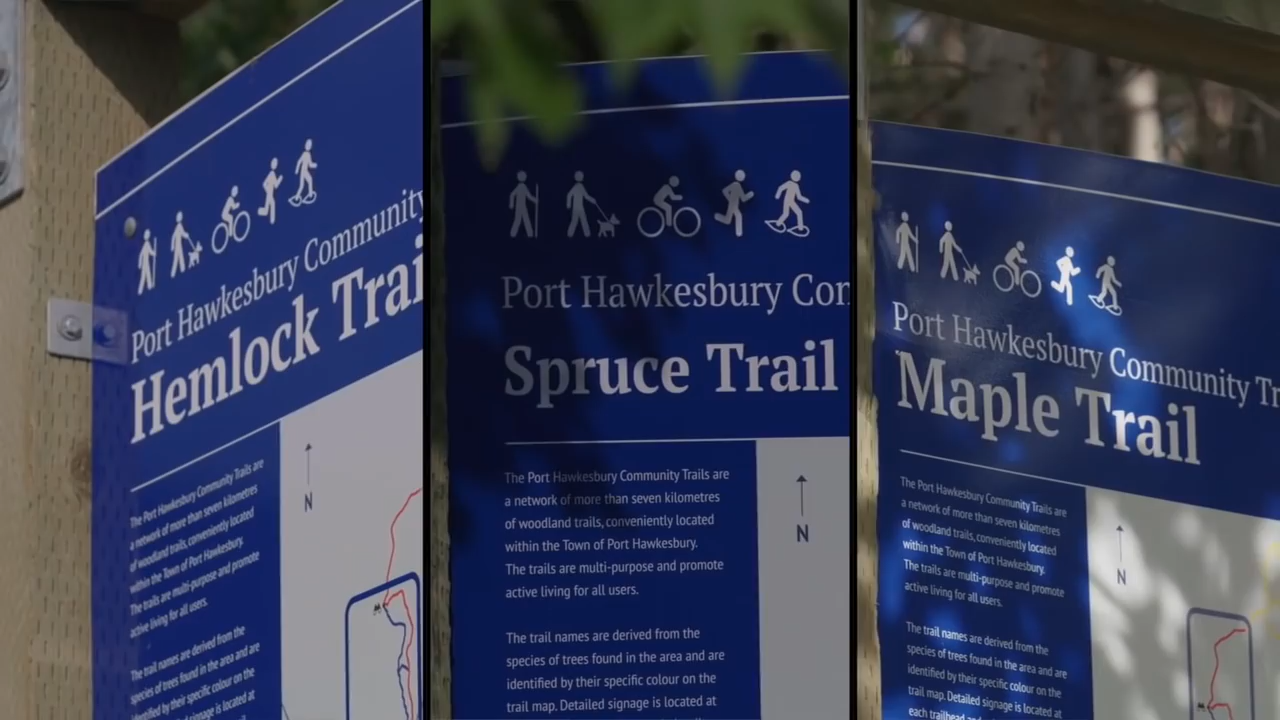 Port Hawkesbury Community
Hemlock Trai
N
The Port Hawkesbury Community Trails are
a network of more than seven kilometres
of woodland trails, conveniently located
within the Town of Port Hawkesbury.
The trails are multi-purpose and promote
active living for all users.
The trail names are derived from the
species of trees found in the area and are
identified by their specific colour on the
trail map. Detailed signage is located at
Port Hawkesbury Com
Spruce Trail
N
The Port Hawkesbury Community Trails are
a network of more than seven kilometres
of woodland trails, conveniently located
within the Town of Port Hawkesbury.
The trails are multi-purpose and promote
active living for all users.
The trail names are derived from the
species of trees found in the area and are
identified by their specific colour on the
trail map. Detailed signage is located at
Port Hawkesbury Community Tr
Maple Trail
N
The Port Hawkesbury Community Trails are
a network of more than seven kilometres
of woodland trails, conveniently located
within the Town of Port Hawkesbury.
The trails are multi-purpose and promote
active living for all users.
The trail names are derived from the
species of trees found in the area and are
identified by their specific colour on the
trail map. Detailed signage is located at
each trailhead